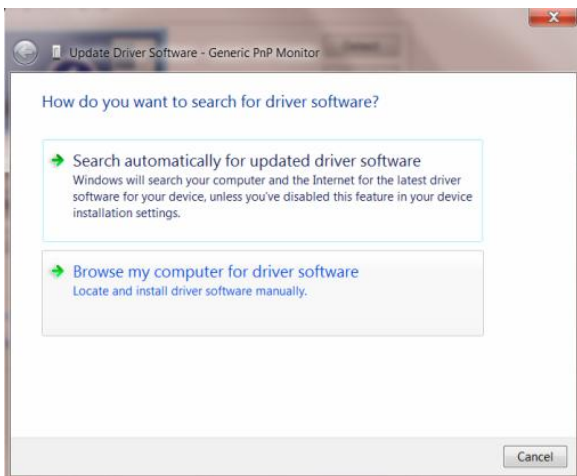 Update Driver Software - Generic PnP Monitor
How do you want to search for driver software?
Search automatically for updated driver software
Windows will search your computer and the Internet for the latest driver
software for your device, unless you've disabled this feature in your device
installation settings.
Browse my computer for driver software
Locate and install driver software manually.
Cancel